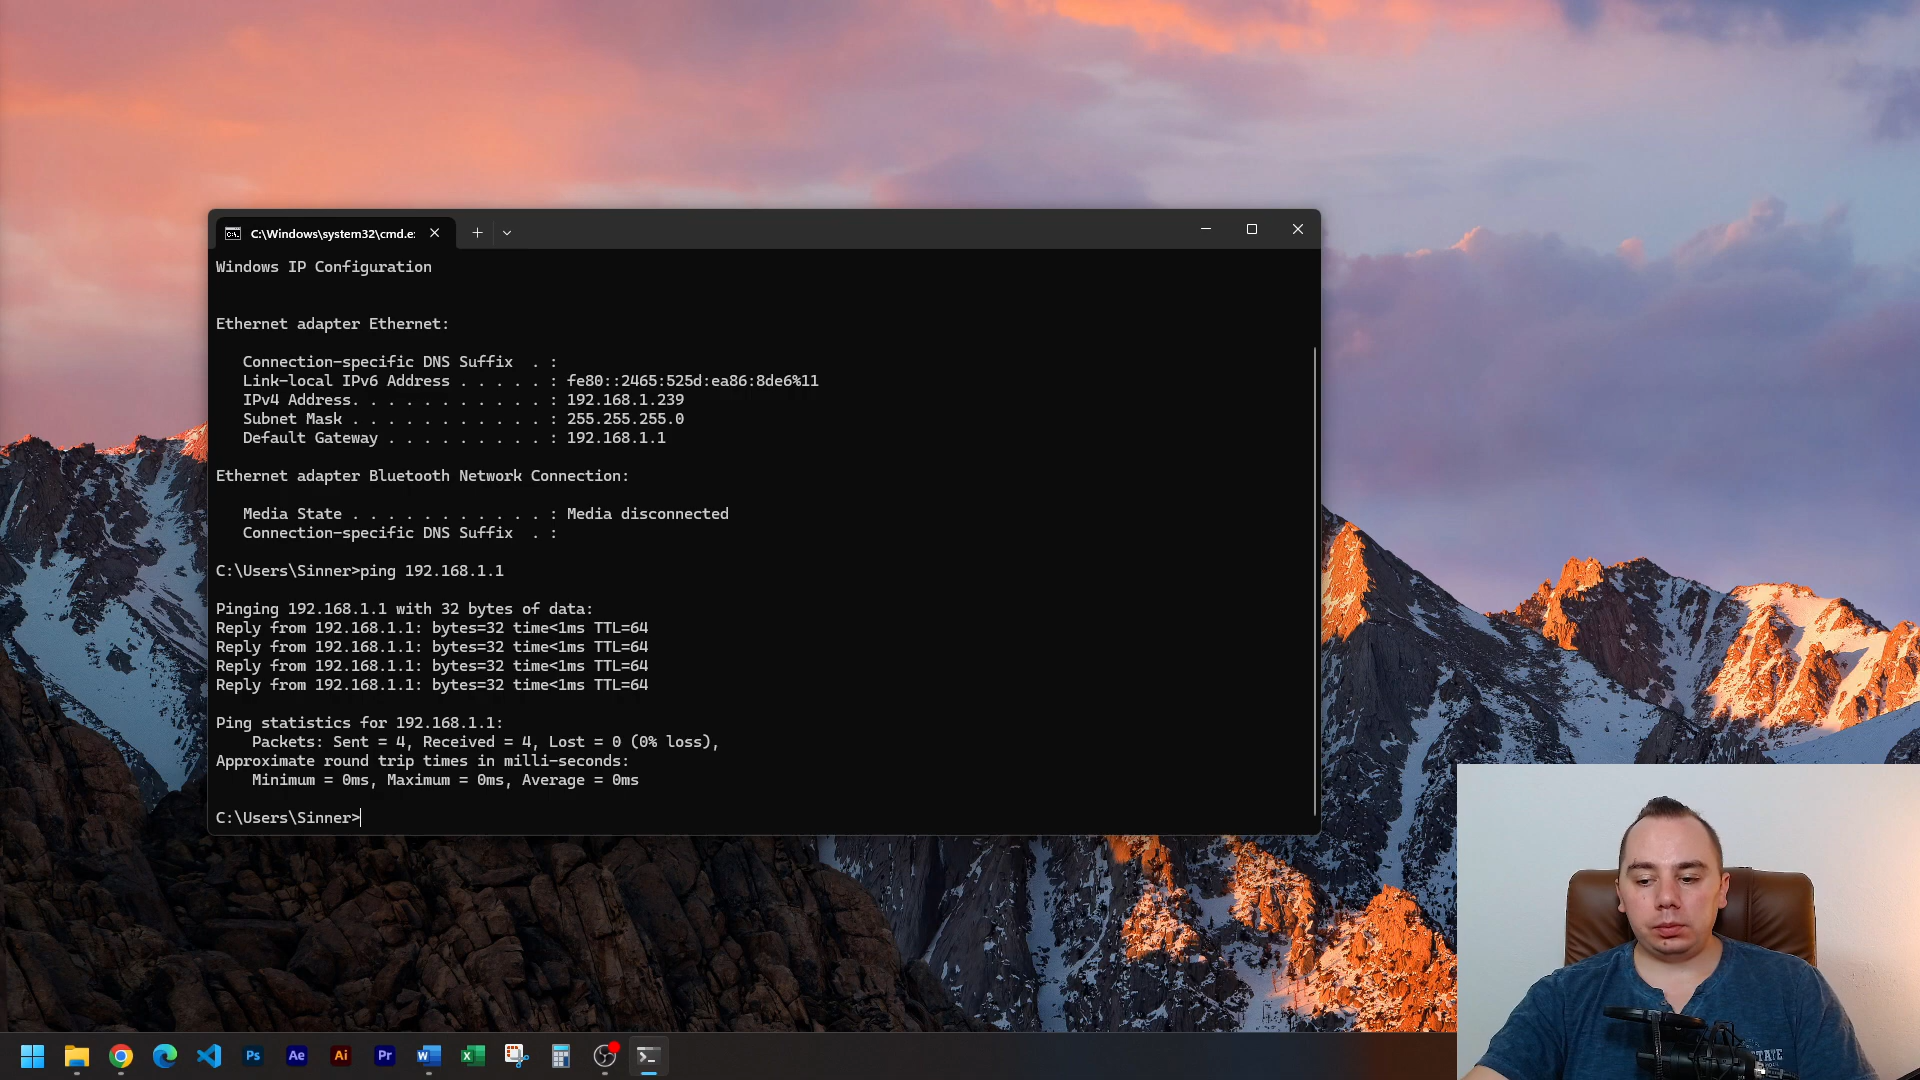 C:\Windows\system32\cmd.e:
Windows IP Configuration
Ethernet adapter Ethernet:
Connection-specific DNS Suffix  . :
Link-local IPv6 Address . . . . . : fe80::2465:525d:ea86:8de6%11
IPv4 Address. . . . . . . . . . . : 192.168.1.239
Subnet Mask . . . . . . . . . . . : 255.255.255.0
Default Gateway . . . . . . . . . : 192.168.1.1
Ethernet adapter Bluetooth Network Connection:
Media State . . . . . . . . . . . : Media disconnected
Connection-specific DNS Suffix  . :
C:\Users\Sinner>ping 192.168.1.1
Pinging 192.168.1.1 with 32 bytes of data:
Reply from 192.168.1.1: bytes=32 time<1ms TTL=64
Reply from 192.168.1.1: bytes=32 time<1ms TTL=64
Reply from 192.168.1.1: bytes=32 time<1ms TTL=64
Reply from 192.168.1.1: bytes=32 time<1ms TTL=64
Ping statistics for 192.168.1.1:
Packets: Sent = 4, Received = 4, Lost = 0 (0% loss),
Approximate round trip times in milli-seconds:
Minimum = 0ms, Maximum = 0ms, Average = 0ms
C:\Users\Sinner>
Ps Ae Ai Pr W X